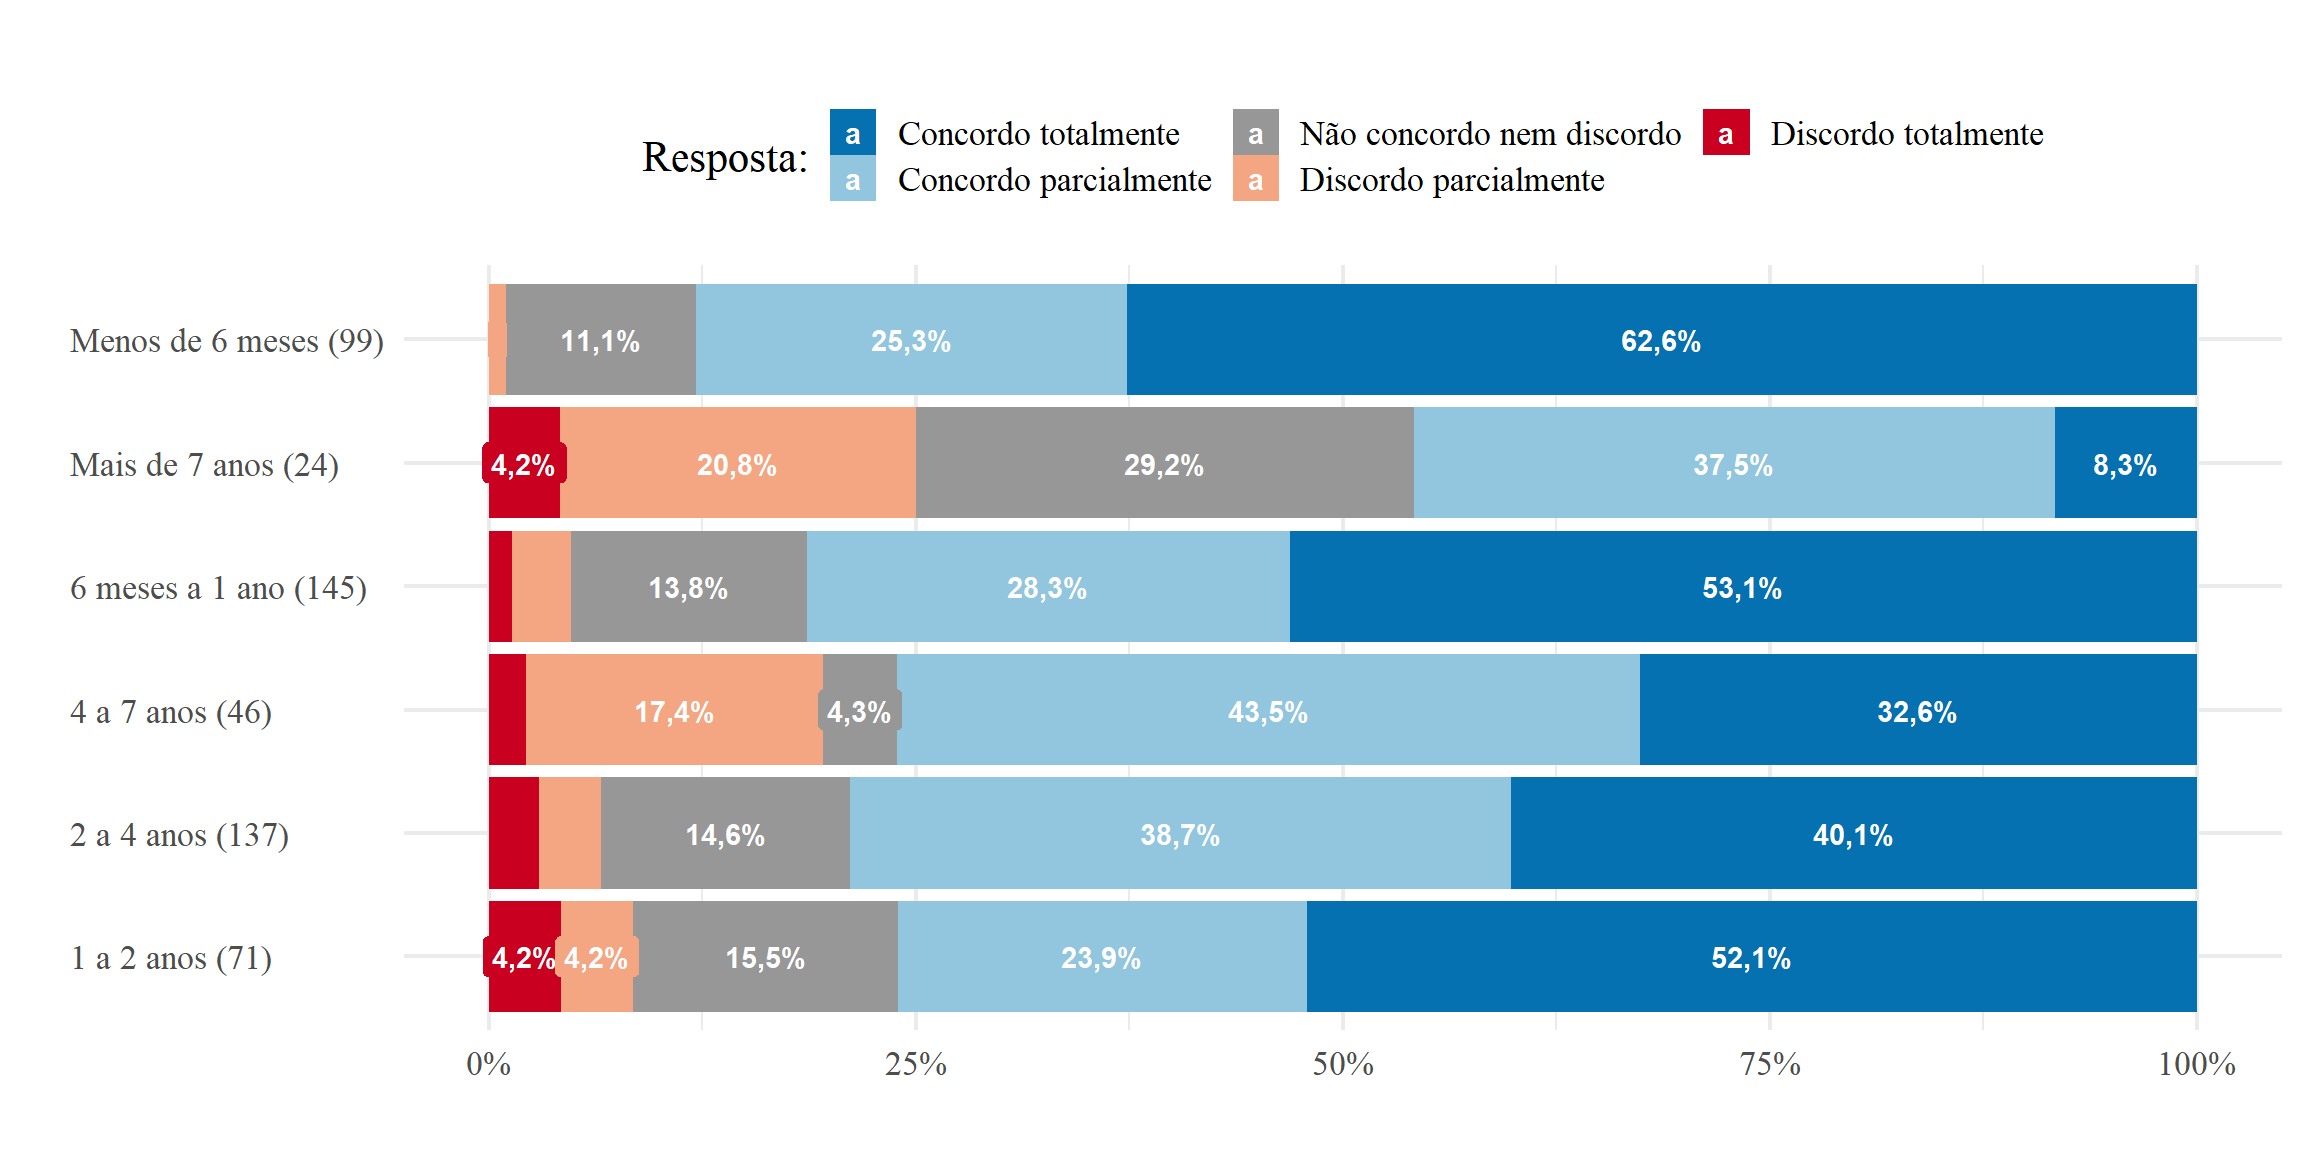 Resposta:
a Concordo totalmente
a Concordo parcialmente
a Não concordo nem discordo
a Discordo parcialmente
a Discordo totalmente
Menos de 6 meses (99) 11,1% 25,3% 62,6%
Mais de 7 anos (24) 4,2% 20,8% 29,2% 37,5% 8,3%
6 meses a 1 ano (145) 13,8% 28,3% 53,1%
4 a 7 anos (46) 17,4% 4,3% 43,5% 32,6%
2 a 4 anos (137) 14,6% 38,7% 40,1%
1 a 2 anos (71) 4,2% 4,2% 15,5% 23,9% 52,1%
0% 25% 50% 75% 100%